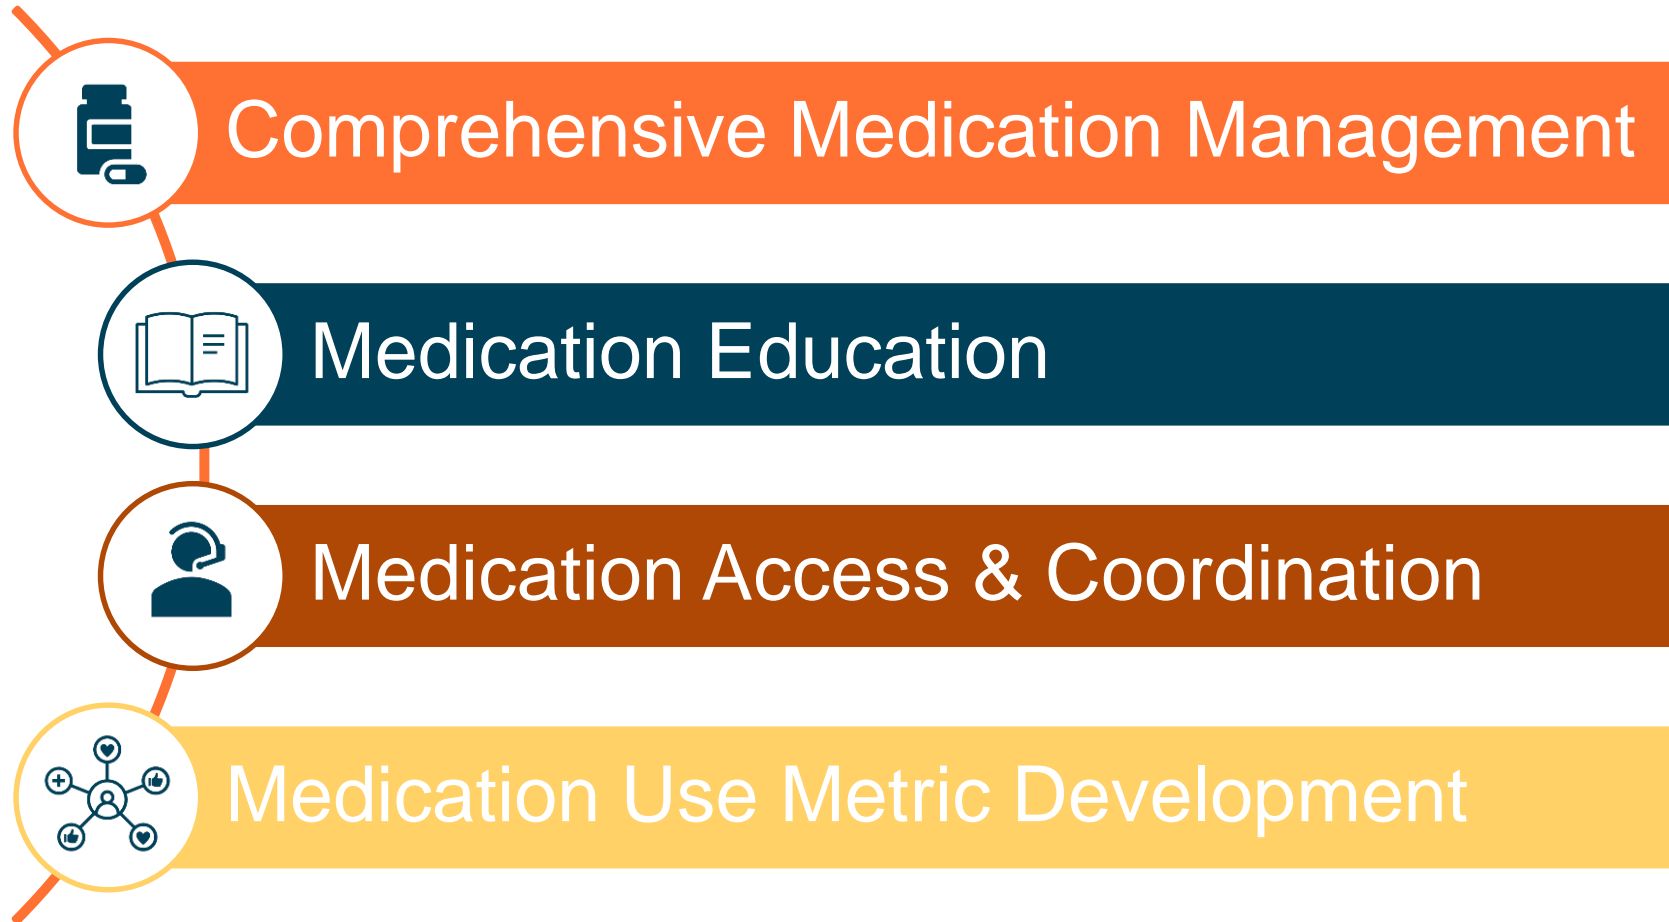 Comprehensive Medication Management
Medication Education
Medication Access & Coordination
Medication Use Metric Development